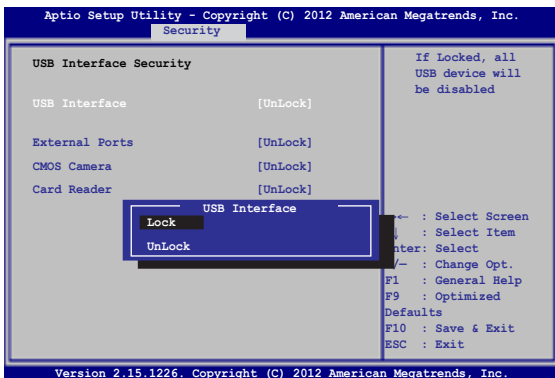 Aptio Setup Utility - Copyright (C) 2012 American Megatrends, Inc.
Security
USB Interface Security
USB Interface [UnLock]
External Ports [UnLock]
CMOS Camera [UnLock]
Card Reader [UnLock]
USB Interface
Lock
UnLock
If Locked, all
USB device will
be disabled
← : Select Screen
: Select Item
nter: Select
/— : Change Opt.
F1 : General Help
F9 : Optimized
Defaults
F10 : Save & Exit
ESC : Exit
Version 2.15.1226. Copyright (C) 2012 American Megatrends, Inc.